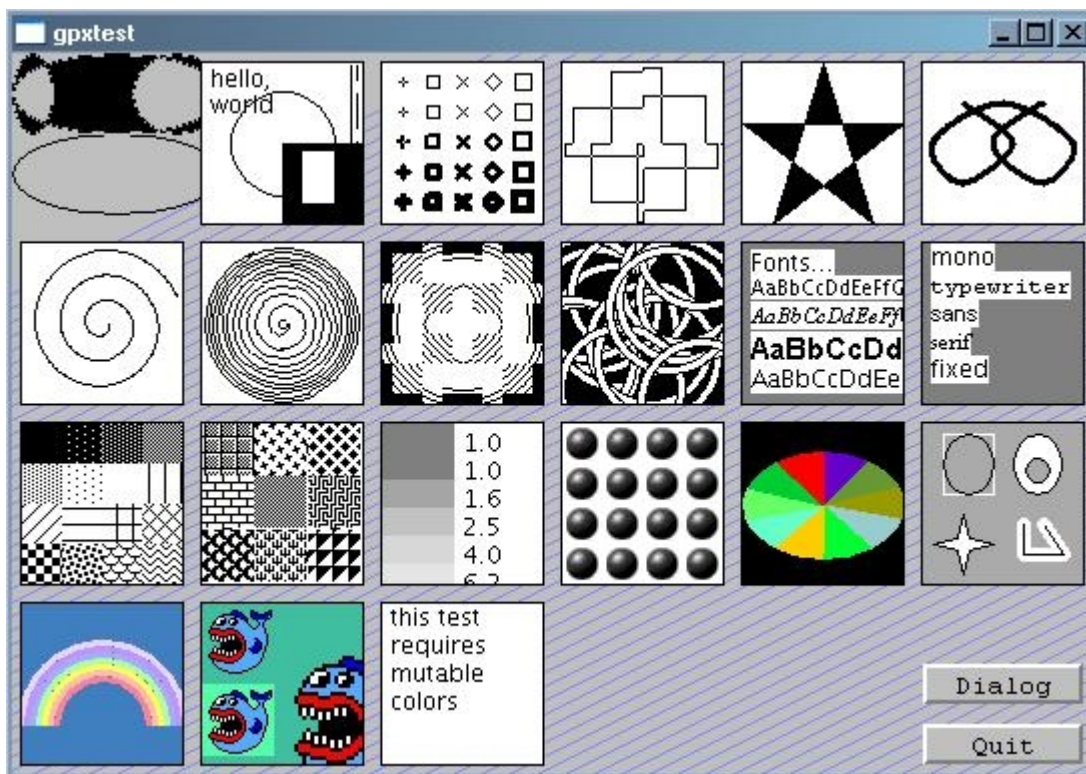 gpxtest
hello,
world
Fonts...
AaBbCcDdEeFfG
AaBbCcDdEeFf
AaBbCcDd
AaBbCcDdEe
mono
typewriter
sans
serif
fixed
1.0
1.0
1.6
2.5
4.0
this test
requires
mutable
colors
Dialog
Quit